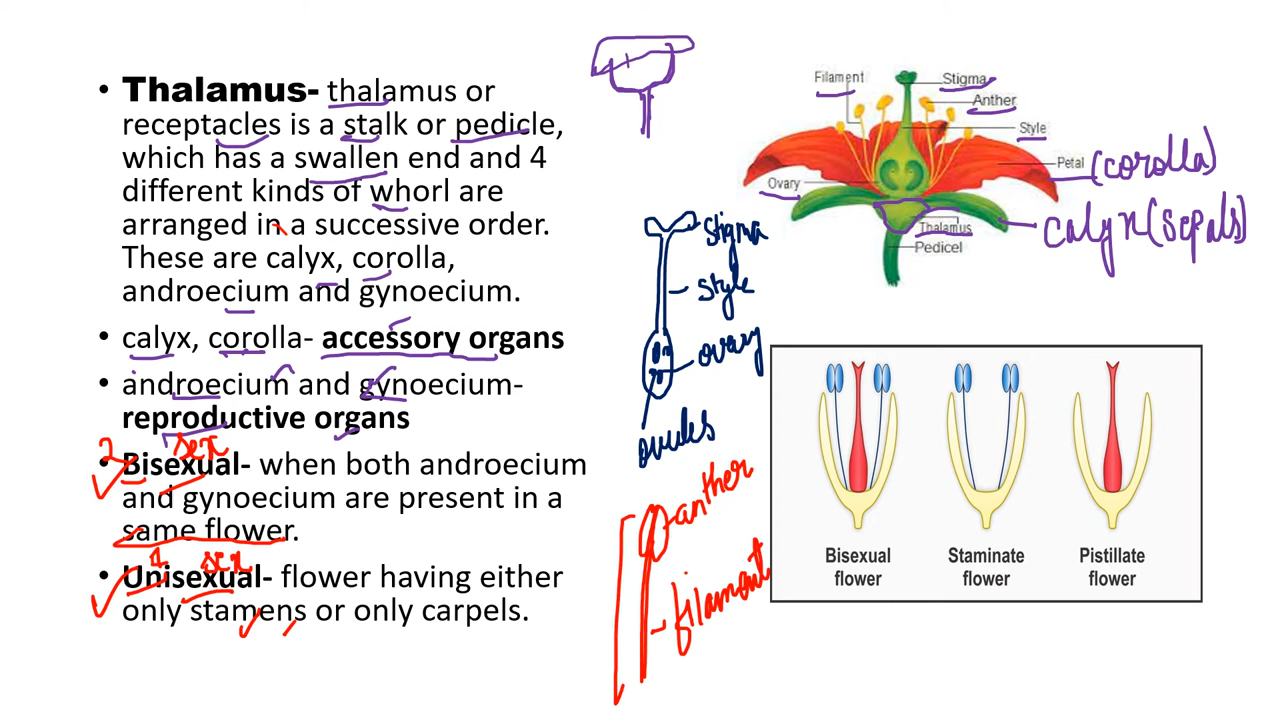 • Thalamus- thalamus or
receptacles is a stalk or pedicle,
which has a swallen end and 4
different kinds of whorl are
arranged in a successive order.
These are calyx, corolla,
androecium and gynoecium.
• calyx, corolla- accessory organs
• androecium and gynoecium-
reproductive organs
2 sex
• Bisexual- when both androecium
and gynoecium are present in a
same flower.
1 sex
• Unisexual- flower having either
only stamens or only carpels.
Filament
Stigma
Anther
Style
Petal (corolla)
Ovary
Thalamus
calyx (sepals)
Pedicel
stigma
style
ovary
ovules
anther
filament
Bisexual
flower
Staminate
flower
Pistillate
flower